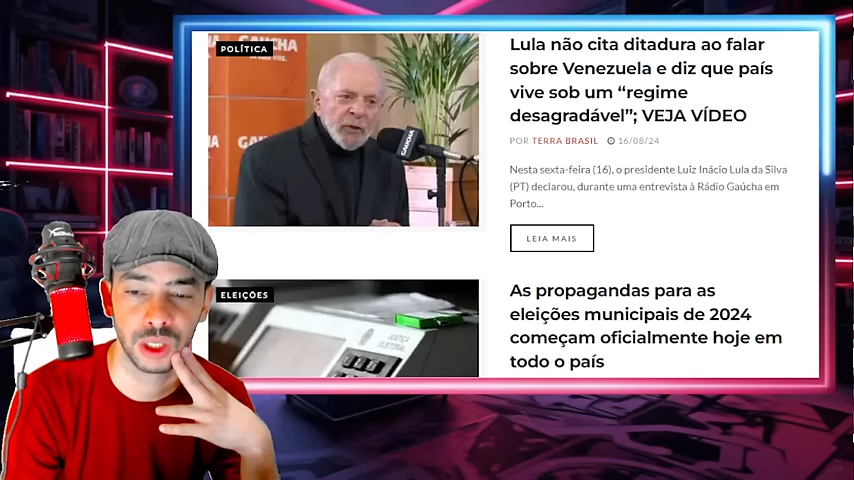 POLÍTICA
GAÚCHA
GAÚCHA
Lula não cita ditadura ao falar
sobre Venezuela e diz que país
vive sob um “regime
desagradável”; VEJA VÍDEO
POR TERRA BRASIL 16/08/24
Nesta sexta-feira (16), o presidente Luiz Inácio Lula da Silva
(PT) declarou, durante uma entrevista à Rádio Gaúcha em
Porto...
LEIA MAIS
ELEIÇÕES
JUSTIÇA
ELEITORAL
As propagandas para as
eleições municipais de 2024
começam oficialmente hoje em
todo o país